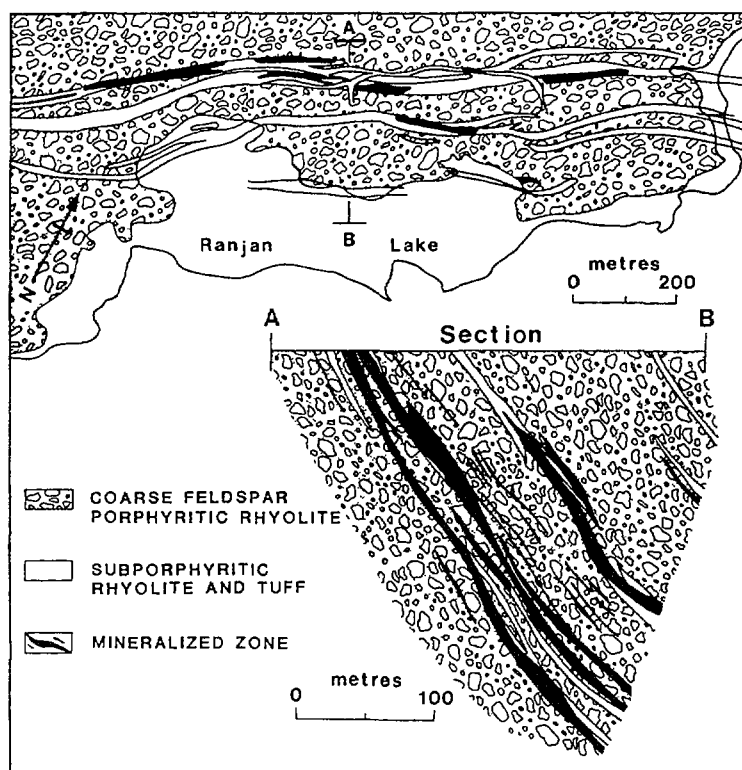 A
B
Ranjan Lake
N
metres
0 200
A B
Section
COARSE FELDSPAR
PORPHYRITIC RHYOLITE
SUBPORPHYRITIC
RHYOLITE AND TUFF
MINERALIZED ZONE
metres
0 100